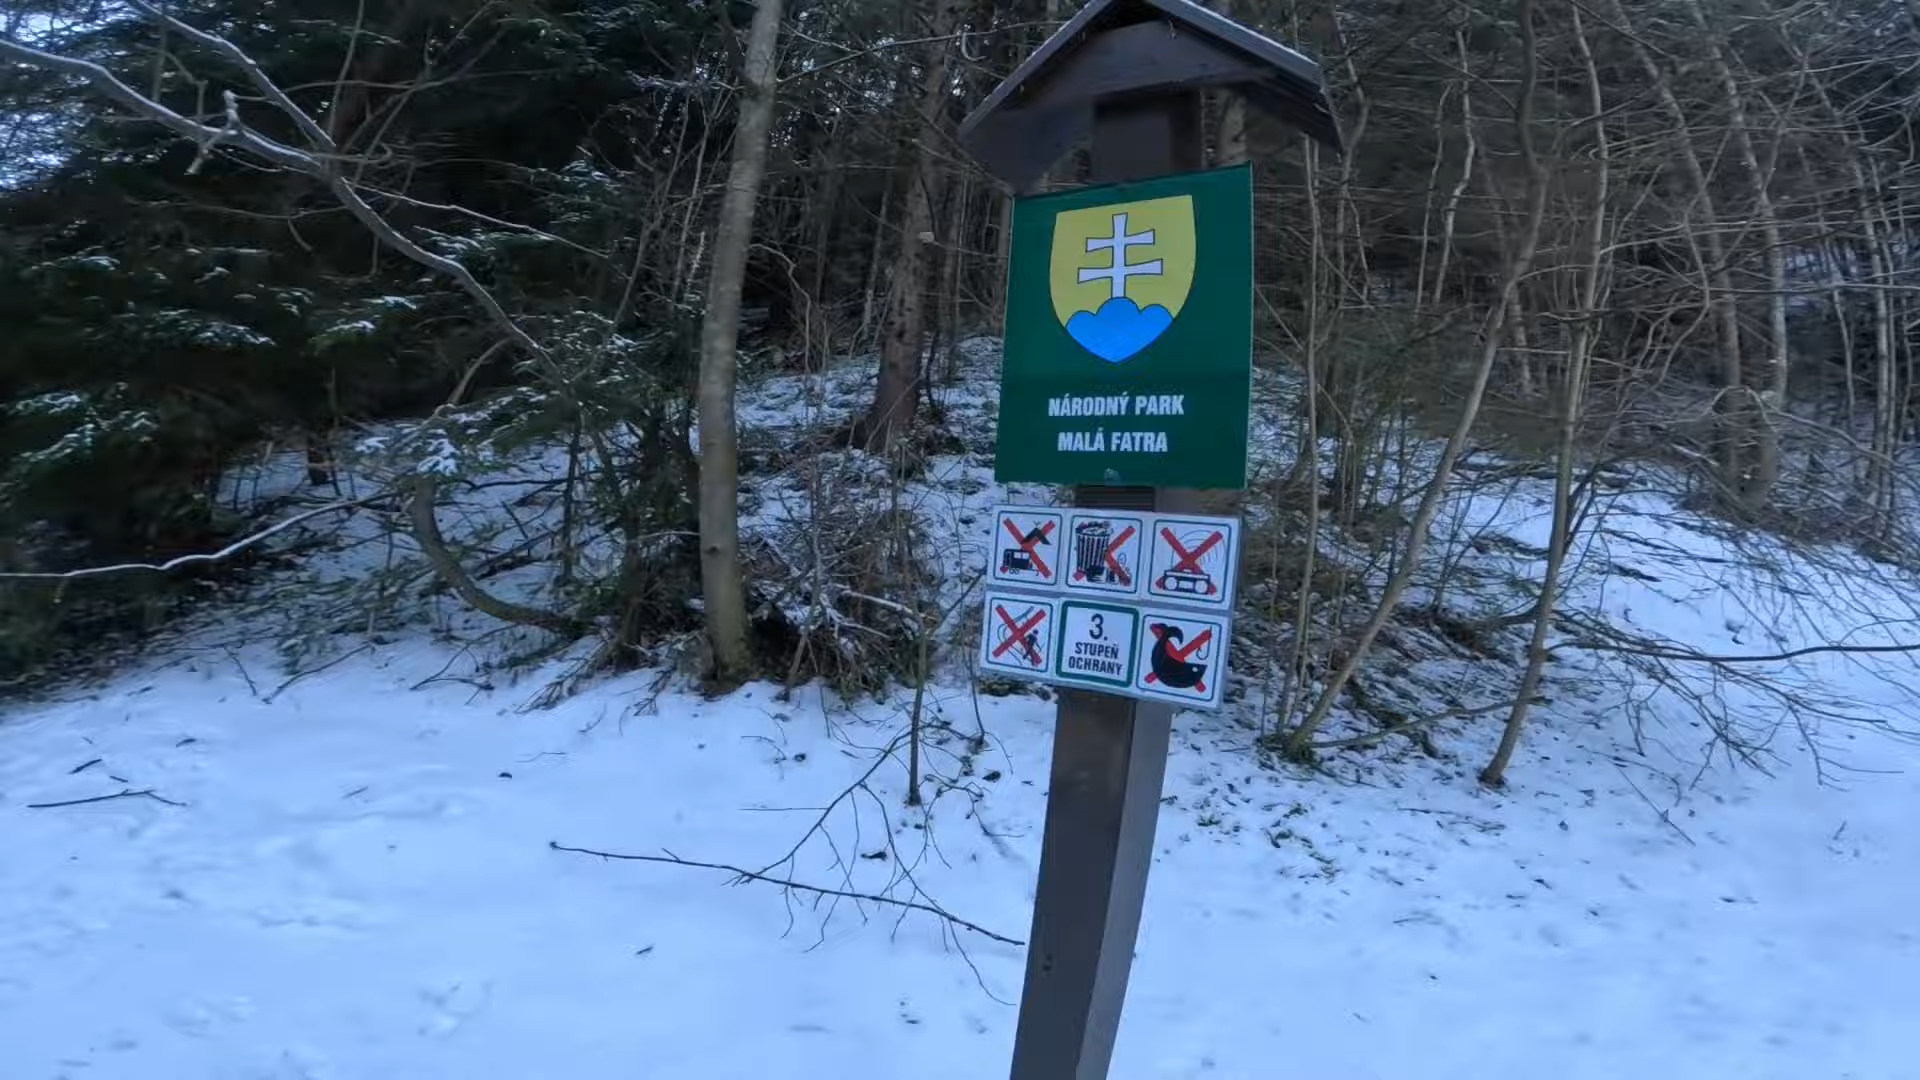 NÁRODNÝ PARK
MALÁ FATRA
3.
STUPEŇ
OCHRANY